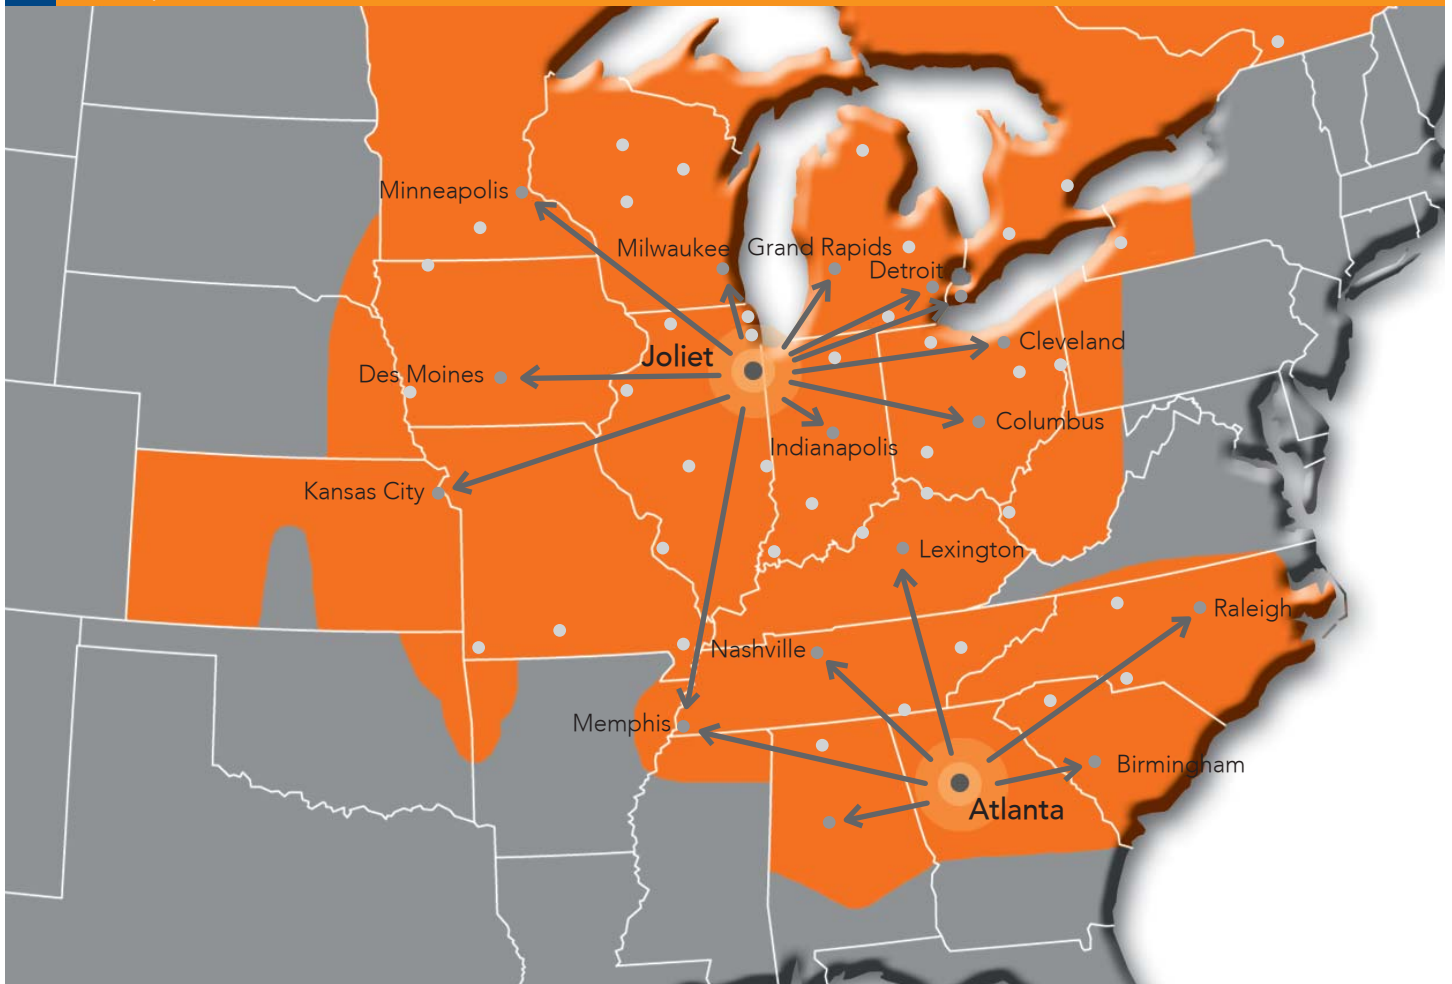 Minneapolis
Milwaukee
Grand Rapids
Detroit
Cleveland
Joliet
Des Moines
Columbus
Indianapolis
Kansas City
Lexington
Raleigh
Nashville
Memphis
Birmingham
Atlanta